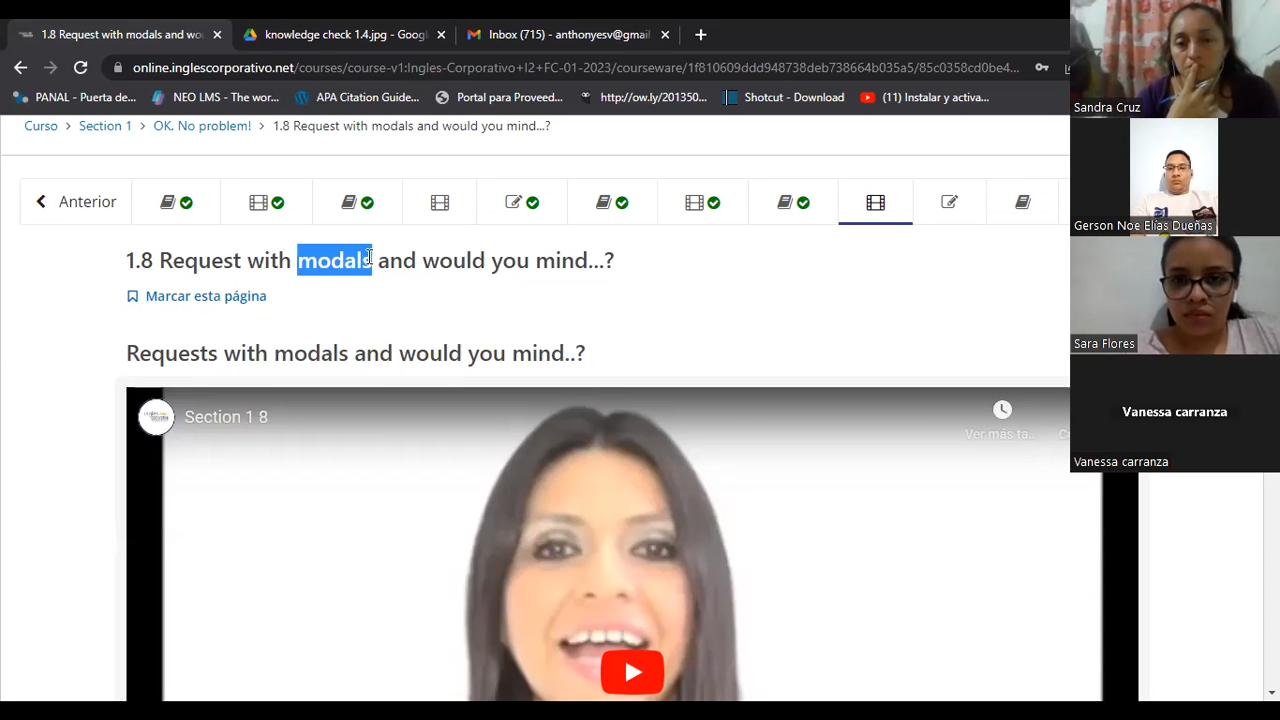 1.8 Request with modals and wo
knowledge check 1.4.jpg - Googl
Inbox (715) - anthonyesv@gmail
online.inglescorporativo.net/courses/course-v1:Ingles-Corporativo+I2+FC-01-2023/courseware/1f810609ddd948738deb738664b035a5/85c0358cd0be4...
PANAL - Puerta de...
NEO LMS - The wor...
APA Citation Guide...
Portal para Proveed...
http://ow.ly/201350...
Shotcut - Download
(11) Instalar y activa...
Curso > Section 1 > OK. No problem! > 1.8 Request with modals and would you mind...?
Anterior
1.8 Request with modals and would you mind...?
Marcar esta página
Requests with modals and would you mind..?
Section 1 8
Ver más ta...
Sandra Cruz
Gerson Noe Elías Dueñas
Sara Flores
Vanessa carranza
Vanessa carranza